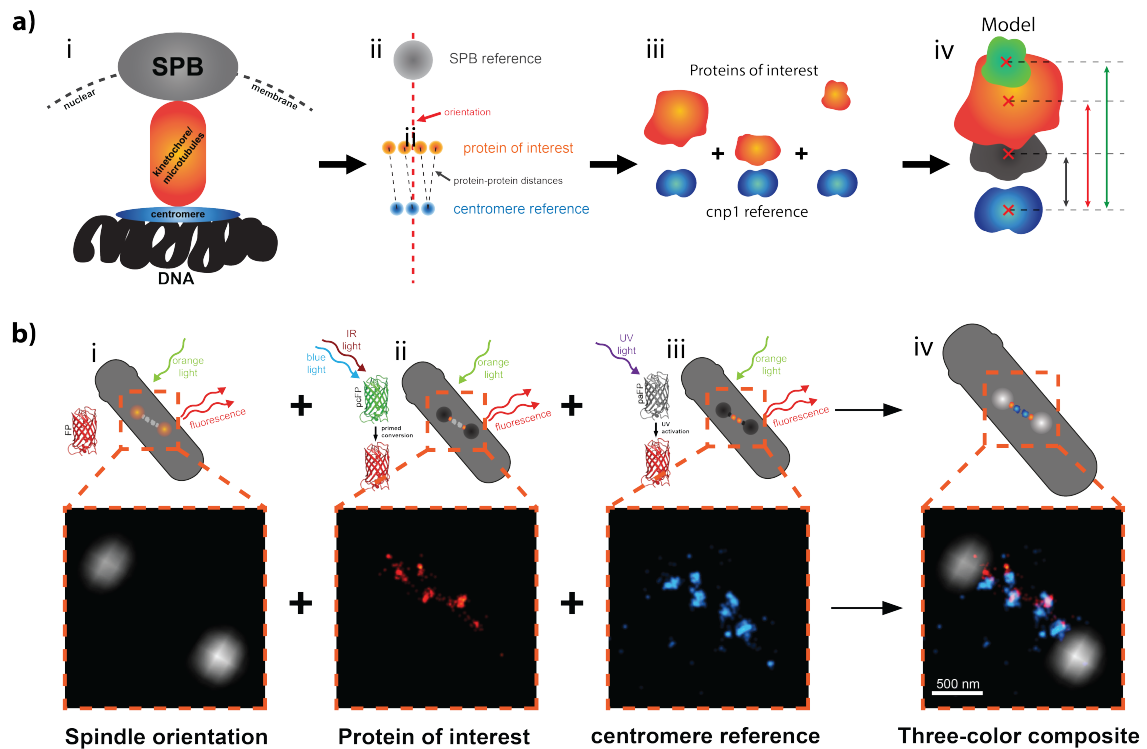 a)
i
SPB
nuclear
membrane
kinetochore/
microtubules
centromere
DNA
ii
SPB reference
orientation
ii
protein of interest
protein-protein distances
centromere reference
iii
Proteins of interest
+
+
cnp1 reference
iv
Model
b)
i
orange
light
fluorescence
FP
+
IR
light
blue
light
pcFP
primed
conversion
ii
orange
light
fluorescence
+
UV
light
paFP
UV
activation
iii
orange
light
fluorescence
iv
+
+
500 nm
Spindle orientation
Protein of interest
centromere reference
Three-color composite